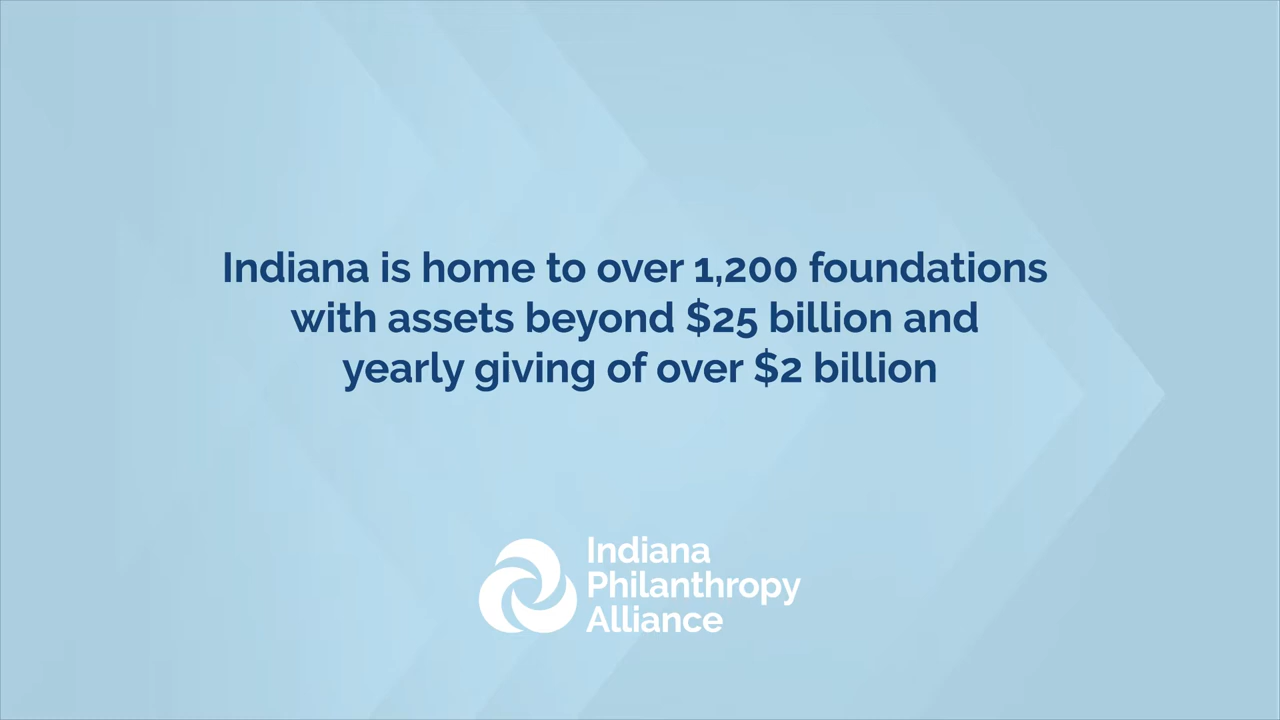 Indiana is home to over 1,200 foundations
with assets beyond $25 billion and
yearly giving of over $2 billion
Indiana
Philanthropy
Alliance